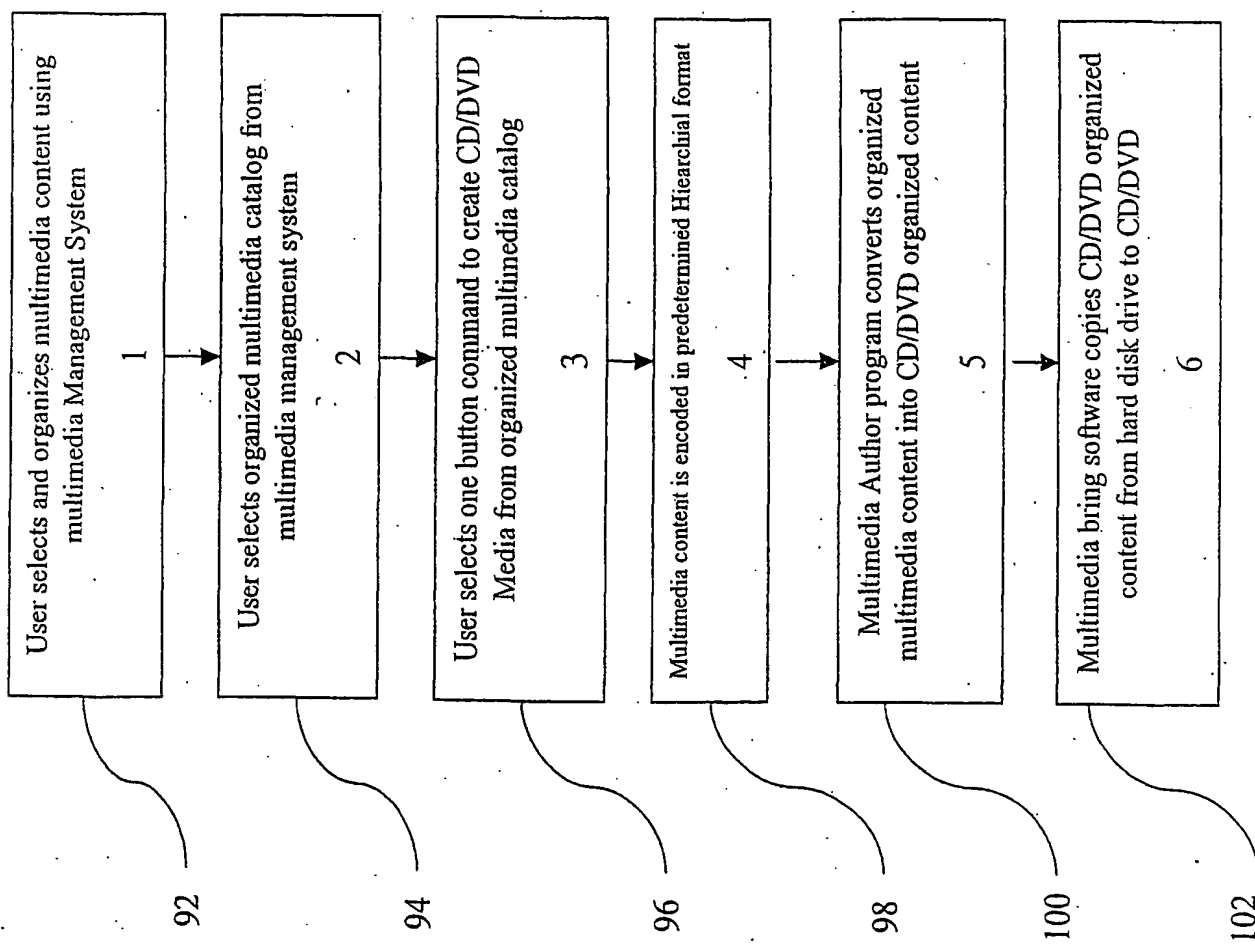 User selects and organizes multimedia content using
multimedia Management System
1
92
User selects organized multimedia catalog from
multimedia management system
2
94
User selects one button command to create CD/DVD
Media from organized multimedia catalog
3
96
Multimedia content is encoded in predetermined Hiearchial format
4
98
Multimedia Author program converts organized
multimedia content into CD/DVD organized content
5
100
Multimedia bring software copies CD/DVD organized
content from hard disk drive to CD/DVD
6
102